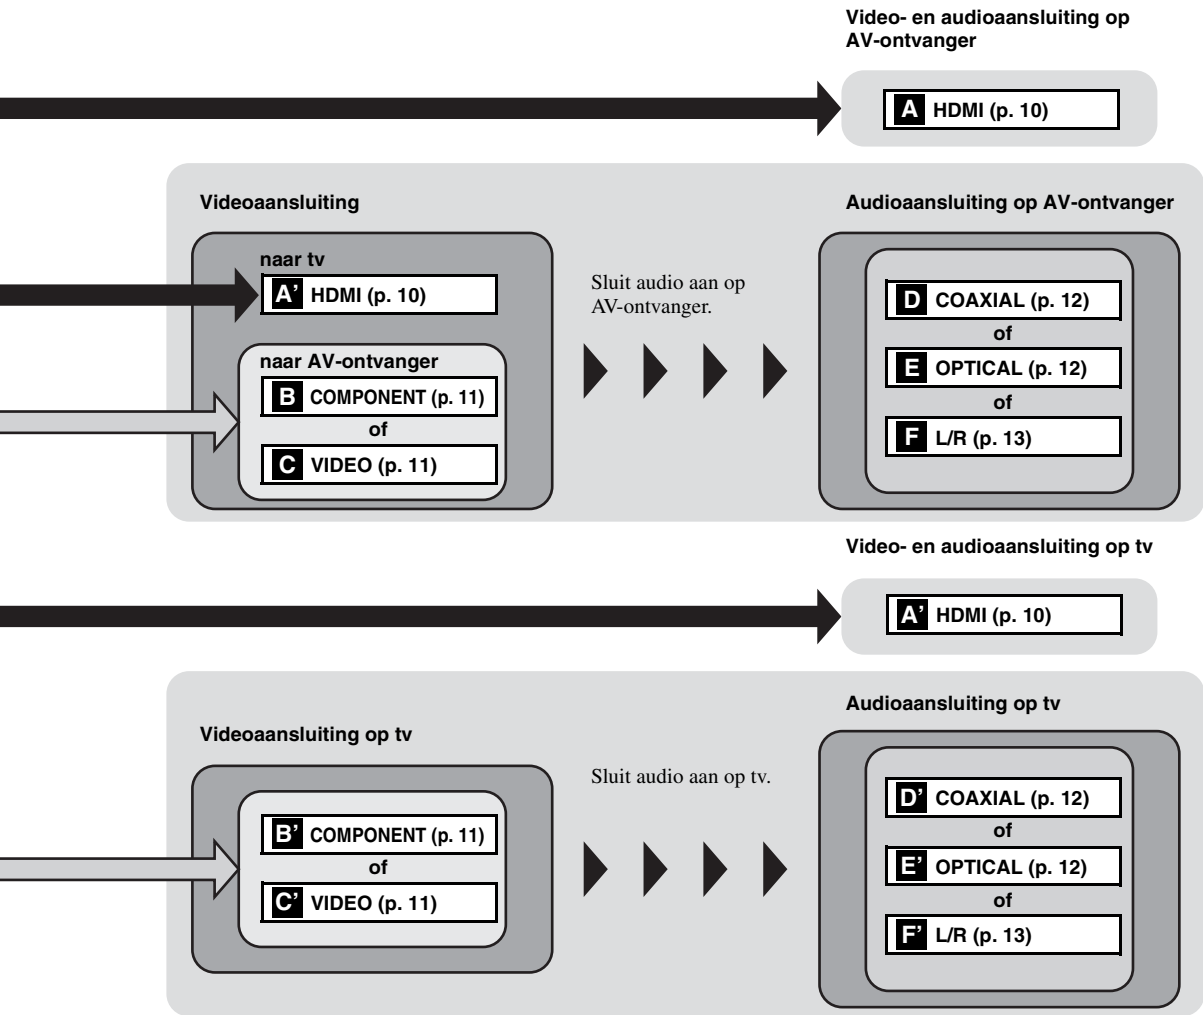 Video- en audioaansluiting op
AV-ontvanger
A HDMI (p. 10)
Videoaansluiting
Audioaansluiting op AV-ontvanger
naar tv
A’ HDMI (p. 10)
naar AV-ontvanger
B COMPONENT (p. 11)
of
C VIDEO (p. 11)
Sluit audio aan op
AV-ontvanger.
D COAXIAL (p. 12)
of
E OPTICAL (p. 12)
of
F L/R (p. 13)
Video- en audioaansluiting op tv
A’ HDMI (p. 10)
Videoaansluiting op tv
Audioaansluiting op tv
B’ COMPONENT (p. 11)
of
C’ VIDEO (p. 11)
Sluit audio aan op tv.
D’ COAXIAL (p. 12)
of
E’ OPTICAL (p. 12)
of
F’ L/R (p. 13)